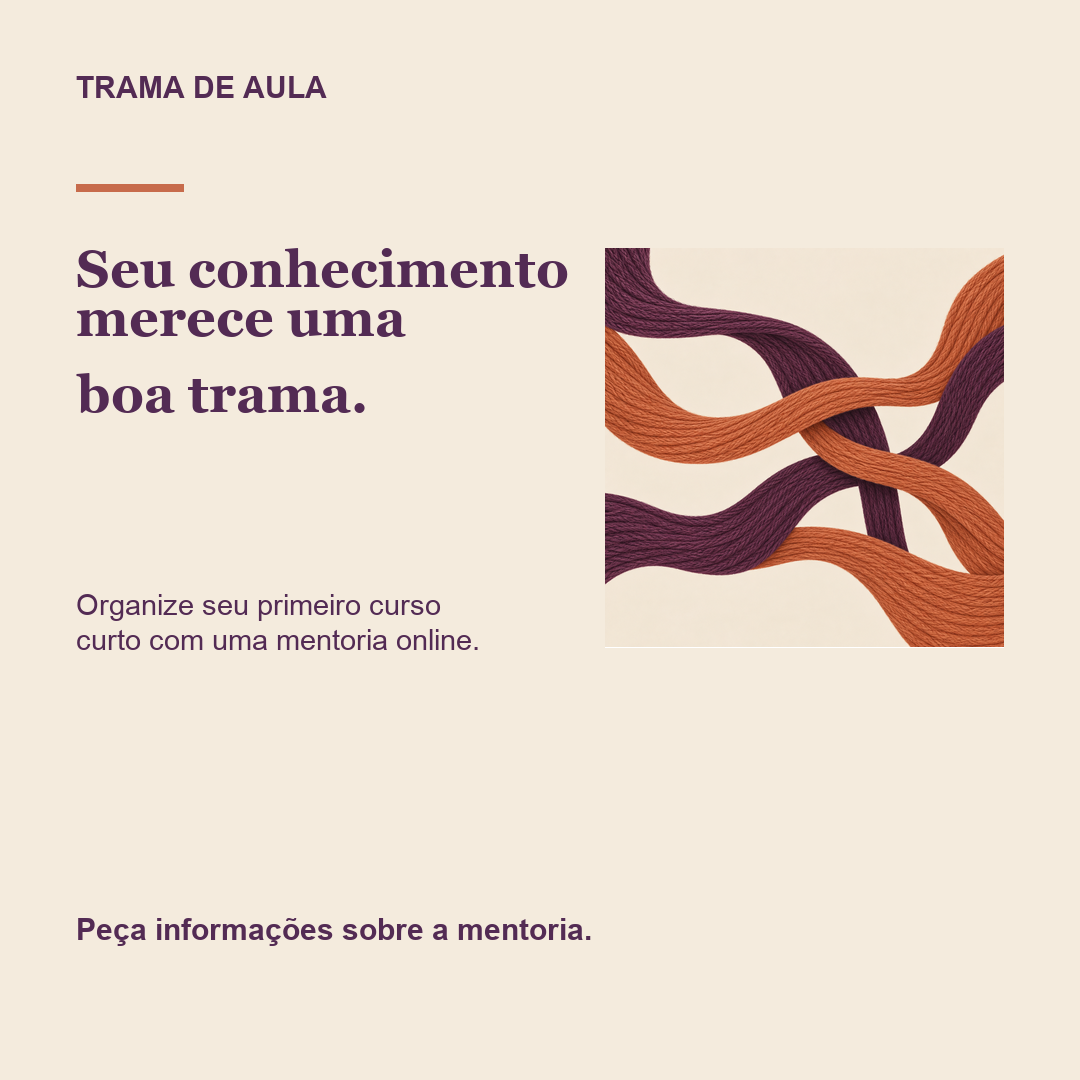 TRAMA DE AULA
Seu conhecimento
merece uma
boa trama.
Organize seu primeiro curso
curto com uma mentoria online.
Peça informações sobre a mentoria.